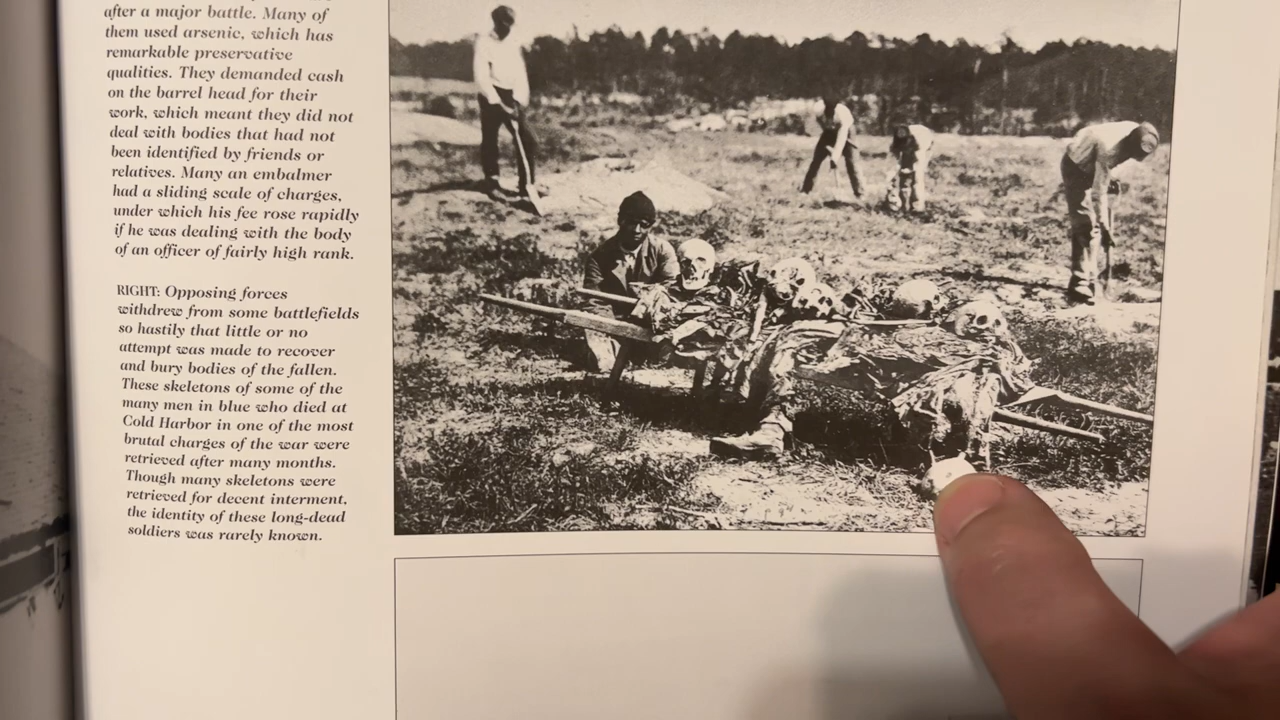 after a major battle. Many of
them used arsenic, which has
remarkable preservative
qualities. They demanded cash
on the barrel head for their
work, which meant they did not
deal with bodies that had not
been identified by friends or
relatives. Many an embalmer
had a sliding scale of charges,
under which his fee rose rapidly
if he was dealing with the body
of an officer of fairly high rank.
RIGHT: Opposing forces
withdrew from some battlefields
so hastily that little or no
attempt was made to recover
and bury bodies of the fallen.
These skeletons of some of the
many men in blue who died at
Cold Harbor in one of the most
brutal charges of the war were
retrieved after many months.
Though many skeletons were
retrieved for decent interment,
the identity of these long-dead
soldiers was rarely known.